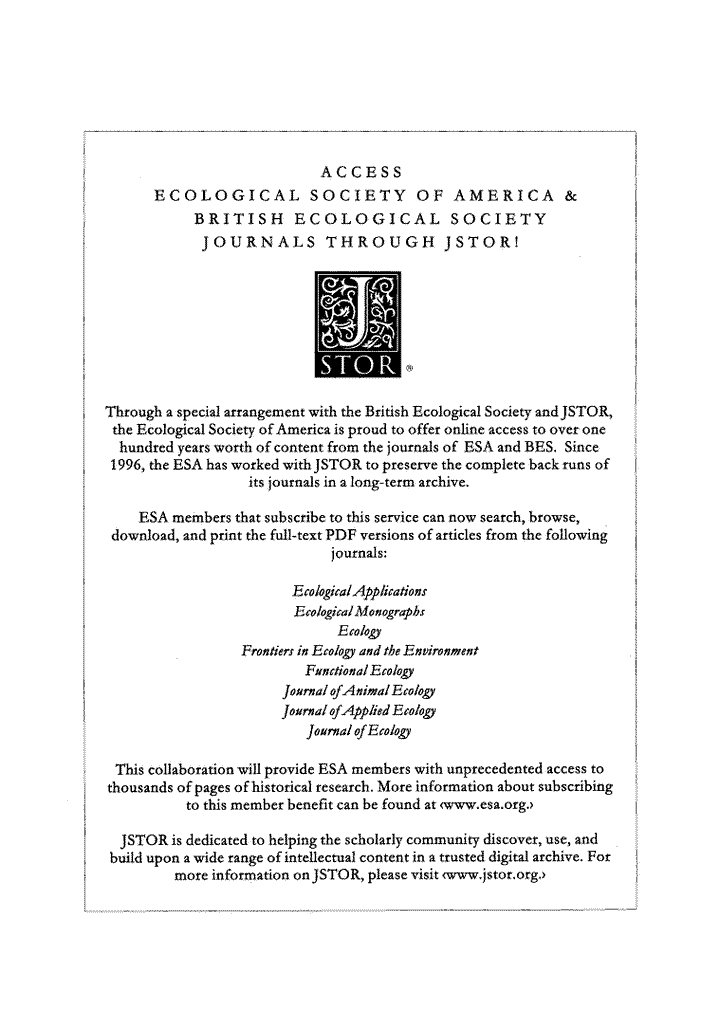 ACCESS
ECOLOGICAL SOCIETY OF AMERICA &
BRITISH ECOLOGICAL SOCIETY
JOURNALS THROUGH JSTOR!
J
STOR ®
Through a special arrangement with the British Ecological Society and JSTOR,
the Ecological Society of America is proud to offer online access to over one
hundred years worth of content from the journals of ESA and BES. Since
1996, the ESA has worked with JSTOR to preserve the complete back runs of
its journals in a long-term archive.
ESA members that subscribe to this service can now search, browse,
download, and print the full-text PDF versions of articles from the following
journals:
Ecological Applications
Ecological Monographs
Ecology
Frontiers in Ecology and the Environment
Functional Ecology
Journal of Animal Ecology
Journal of Applied Ecology
Journal of Ecology
This collaboration will provide ESA members with unprecedented access to
thousands of pages of historical research. More information about subscribing
to this member benefit can be found at ‹www.esa.org.›
JSTOR is dedicated to helping the scholarly community discover, use, and
build upon a wide range of intellectual content in a trusted digital archive. For
more information on JSTOR, please visit ‹www.jstor.org.›